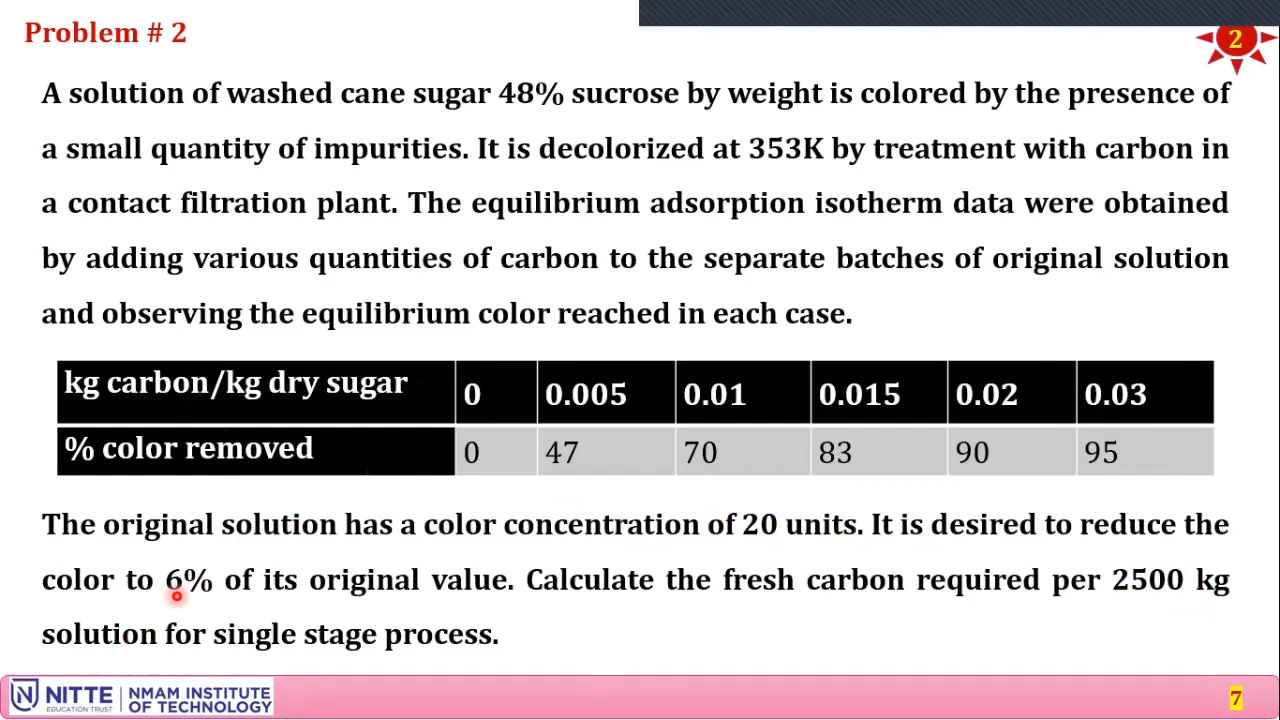 Problem # 2
2
A solution of washed cane sugar 48% sucrose by weight is colored by the presence of
a small quantity of impurities. It is decolorized at 353K by treatment with carbon in
a contact filtration plant. The equilibrium adsorption isotherm data were obtained
by adding various quantities of carbon to the separate batches of original solution
and observing the equilibrium color reached in each case.
kg carbon/kg dry sugar 0 0.005 0.01 0.015 0.02 0.03
% color removed 0 47 70 83 90 95
The original solution has a color concentration of 20 units. It is desired to reduce the
color to 6% of its original value. Calculate the fresh carbon required per 2500 kg
solution for single stage process.
NITTE
EDUCATION TRUST
NMAM INSTITUTE
OF TECHNOLOGY
7